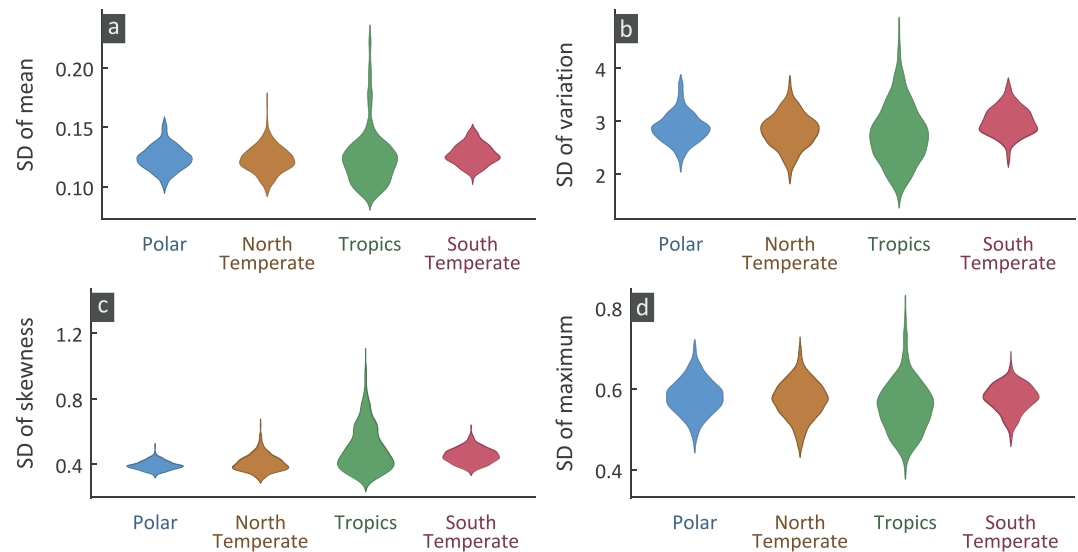 a
SD of mean
0.20
0.15
0.10
Polar
North
Temperate
Tropics
South
Temperate
b
SD of variation
4
3
2
Polar
North
Temperate
Tropics
South
Temperate
c
SD of skewness
1.2
0.8
0.4
Polar
North
Temperate
Tropics
South
Temperate
d
SD of maximum
0.8
0.6
0.4
Polar
North
Temperate
Tropics
South
Temperate